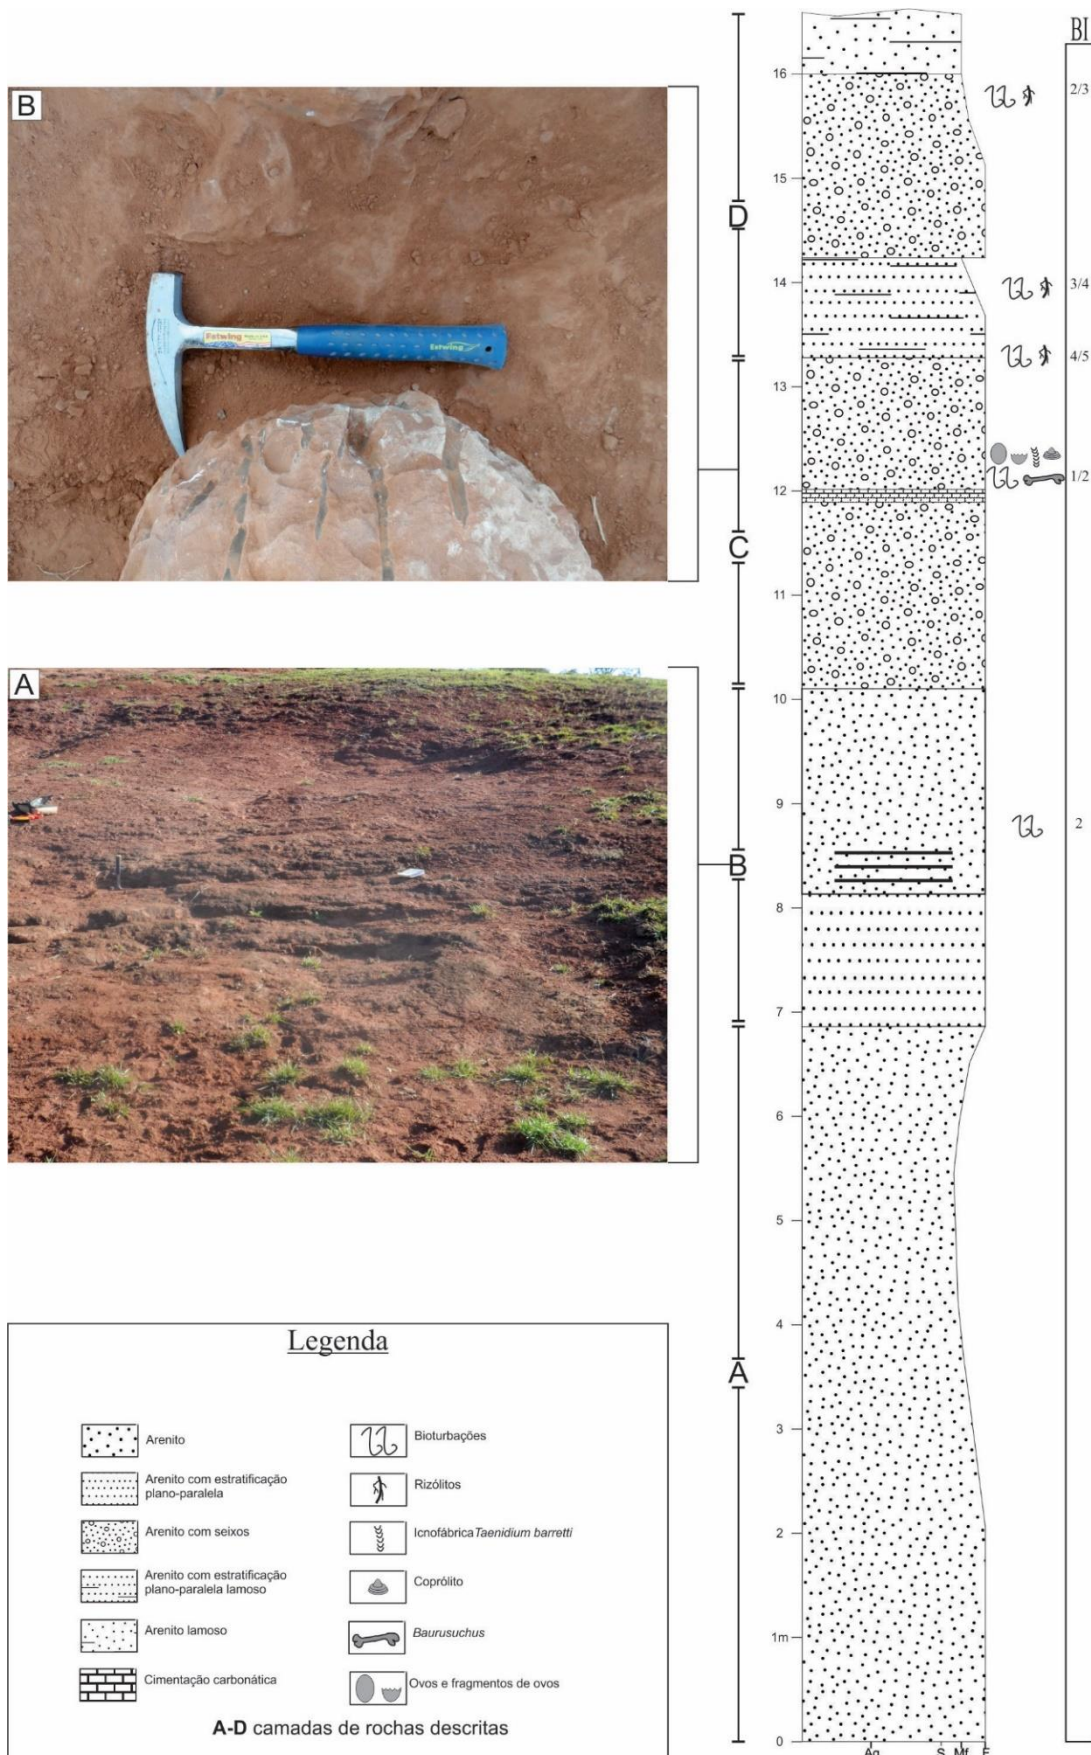 BI
B
Estwing
Estwing
A
16
15
D
14
13
12
C
11
10
9
B
8
7
6
5
4
A
3
2
1m
0
2/3
3/4
4/5
1/2
2
Ag S Mf F
Legenda
Arenito
Arenito com estratificação
plano-paralela
Arenito com seixos
Arenito com estratificação
plano-paralela lamoso
Arenito lamoso
Cimentação carbonática
Bioturbações
Rizólitos
Icnofábrica Taenidium barretti
Coprólito
Baurusuchus
Ovos e fragmentos de ovos
A-D camadas de rochas descritas